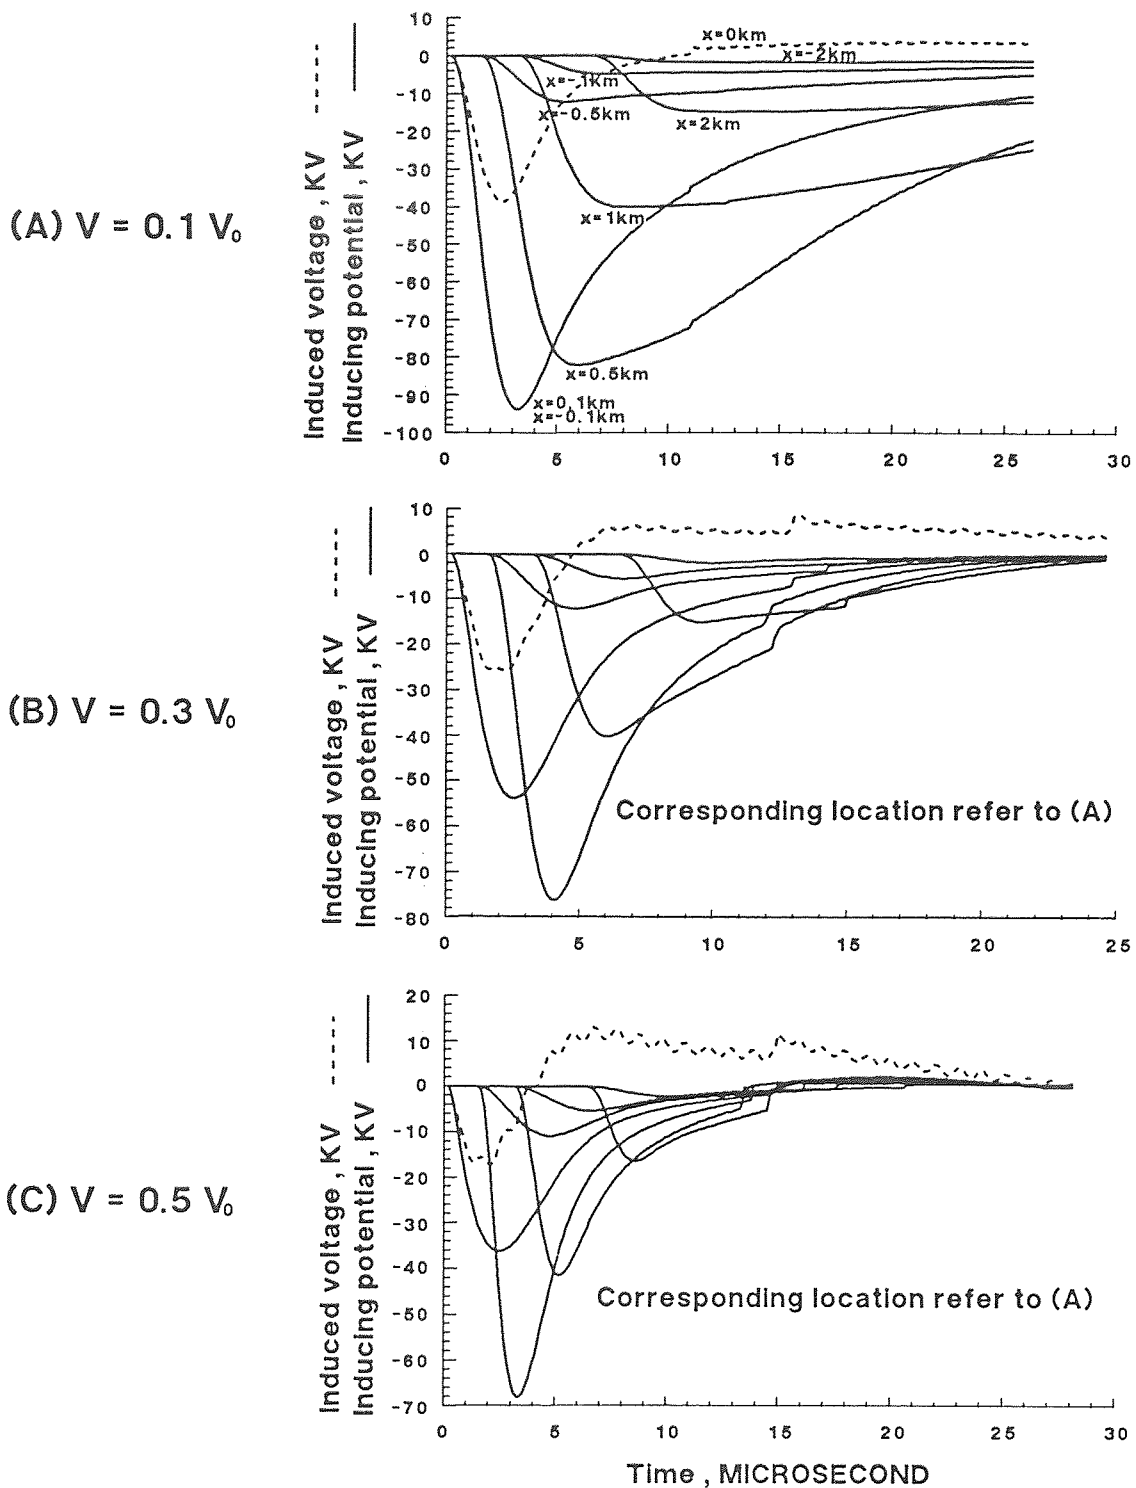 (A) V = 0.1 V₀
Induced voltage , KV
Inducing potential , KV
10
0
-10
-20
-30
-40
-50
-60
-70
-80
-90
-100
x=0km
x=-2km
x=-1km
x=-0.5km
x=2km
x=1km
x=0.5km
x=0.1km
x=-0.1km
0 5 10 15 20 25 30
(B) V = 0.3 V₀
Induced voltage , KV
Inducing potential , KV
10
0
-10
-20
-30
-40
-50
-60
-70
-80
Corresponding location refer to (A)
0 5 10 15 20 25
(C) V = 0.5 V₀
Induced voltage , KV
Inducing potential , KV
20
10
0
-10
-20
-30
-40
-50
-60
-70
Corresponding location refer to (A)
0 5 10 15 20 25 30
Time , MICROSECOND